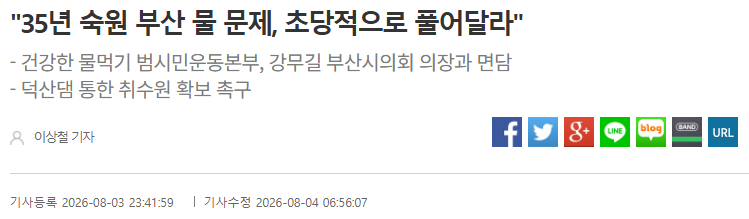 "35년 숙원 부산 물 문제, 초당적으로 풀어달라"
- 건강한 물먹기 범시민운동본부, 강무길 부산시의회 의장과 면담
- 덕산댐 통한 취수원 확보 촉구
이상철 기자
f g+ LINE blog BAND URL
기사등록 2026-08-03 23:41:59 | 기사수정 2026-08-04 06:56:07